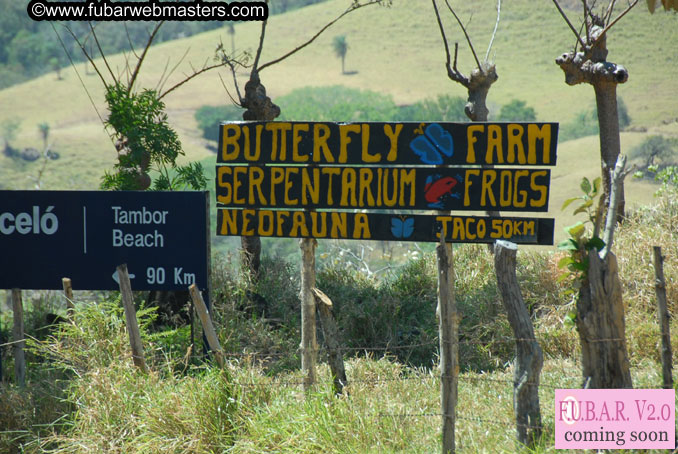 ©www.FUBARWEBMASTERS.com
BUTTERFLY FARM
SERPENTARIUM FROGS
NEOFAUNA JACO 50KM
celó
Tambor
Beach
90 Km
F.U.B.A.R. V2.0
coming soon